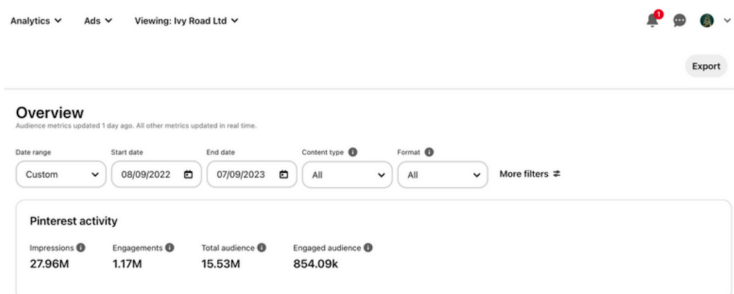 Analytics Ads Viewing: Ivy Road Ltd 1
Export
Overview
Audience metrics updated 1 day ago. All other metrics updated in real time.
Date range Start date End date Content type Format
Custom 08/09/2022 07/09/2023 All All More filters
Pinterest activity
Impressions Engagements Total audience Engaged audience
27.96M 1.17M 15.53M 854.09k